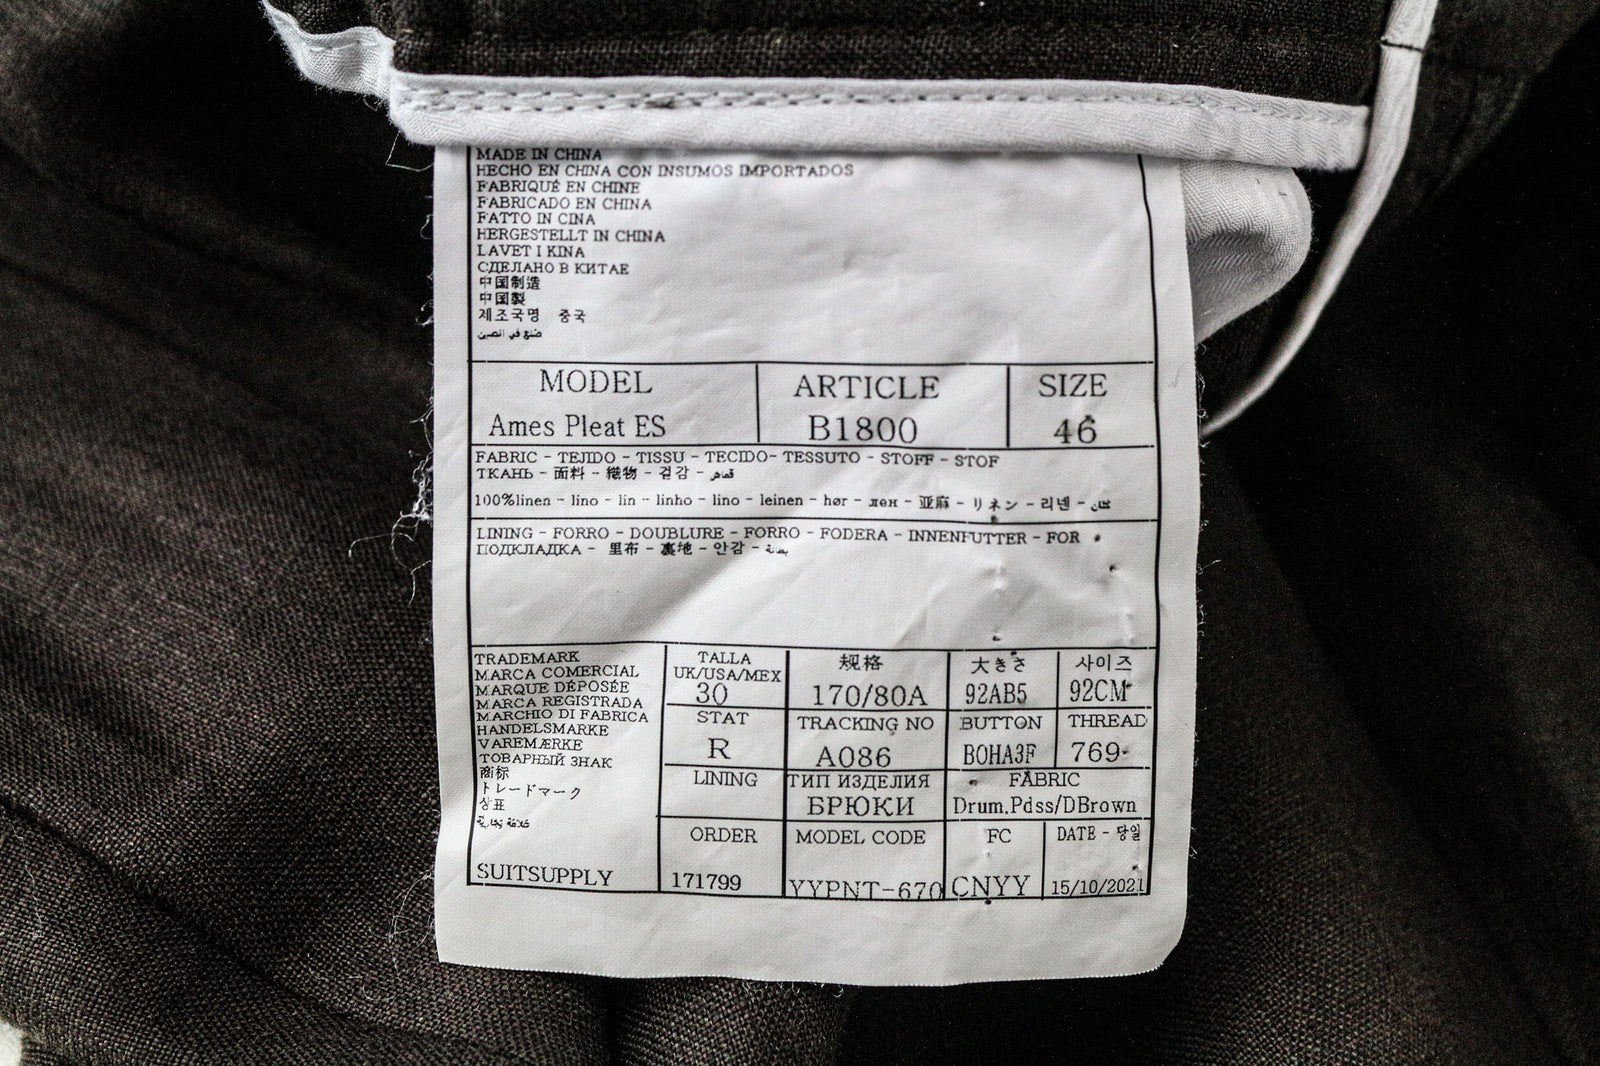 MADE IN CHINA
HECHO EN CHINA CON INSUMOS IMPORTADOS
FABRIQUÉ EN CHINE
FABRICADO EN CHINA
FATTO IN CINA
HERGESTELLT IN CHINA
LAVET I KINA
СДЕЛАНО В КИТАЕ
中国制造
中国製
제조국명 중국
صنع في الصين
MODEL ARTICLE SIZE
Ames Pleat ES B1800 46
FABRIC - TEJIDO - TISSU - TECIDO- TESSUTO - STOFF - STOF
ТКАНЬ - 面料 - 織物 - 겉감 - قماش
100%linen - lino - lin - linho - lino - leinen - hør - лен - 亚麻 - リネン - 리넨 - كتان
LINING - FORRO - DOUBLURE - FORRO - FODERA - INNENFUTTER - FOR
ПОДКЛАДКА - 里布 - 裏地 - 안감 - بطانة
TRADEMARK
MARCA COMERCIAL
MARQUE DÉPOSÉE
MARCA REGISTRADA
MARCHIO DI FABRICA
HANDELSMARKE
VAREMÆRKE
ТОВАРНЫЙ ЗНАК
商标
トレードマーク
상표
علامة تجارية
SUITSUPPLY
TALLA 规格 大きさ 사이즈
UK/USA/MEX
30 170/80A 92AB5 92CM
STAT TRACKING NO BUTTON THREAD
R A086 BOHA3F 769
LINING ТИП ИЗДЕЛИЯ FABRIC
БРЮКИ Drum.Pdss/DBrown
ORDER MODEL CODE FC DATE - 당일
171799 YYPNT-670 CNYY 15/10/2021